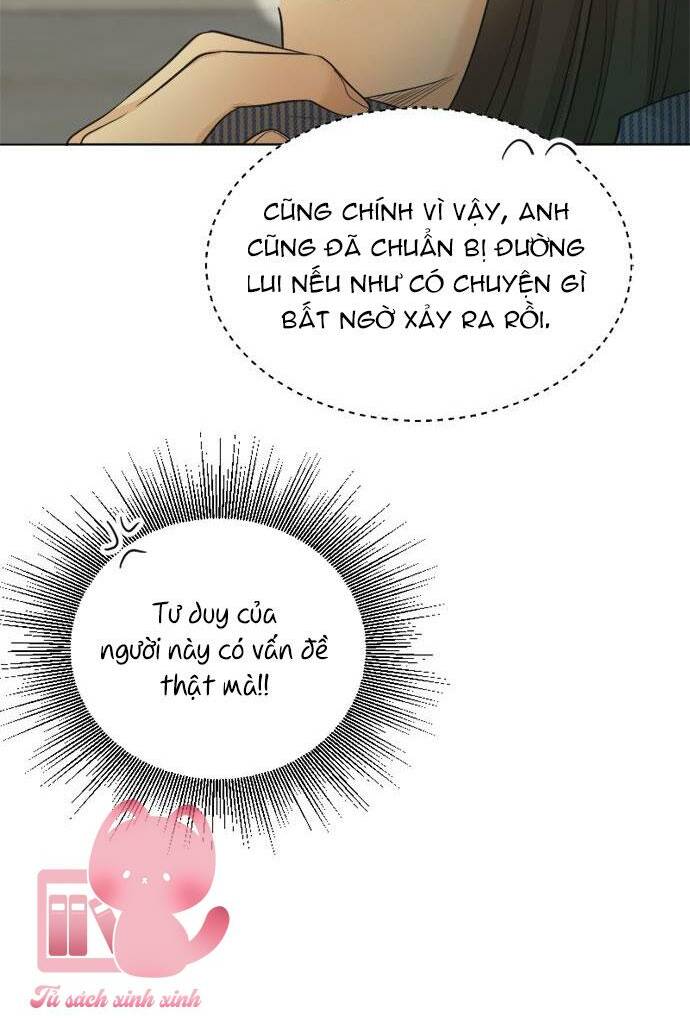 CŨNG CHÍNH VÌ VẬY, ANH
CŨNG ĐÃ CHUẨN BỊ ĐƯỜNG
LUI NẾU NHƯ CÓ CHUYỆN GÌ
BẤT NGỜ XẢY RA RỒI.
Tư duy của
người này có vấn đề
thật mà!!
Tủ sách xinh xinh